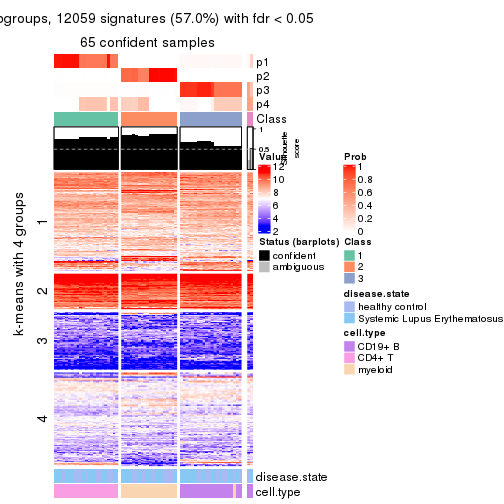 ogroups, 12059 signatures (57.0%) with fdr < 0.05
65 confident samples
p1
p2
p3
p4
Class
1
0.5
0
Silhouette
score
k-means with 4 groups
1
2
3
4
Value
12
10
8
6
4
2
Prob
1
0.8
0.6
0.4
0.2
0
Status (barplots)
confident
ambiguous
Class
1
2
3
disease.state
healthy control
Systemic Lupus Erythematosus
cell.type
CD19+ B
CD4+ T
myeloid
disease.state
cell.type